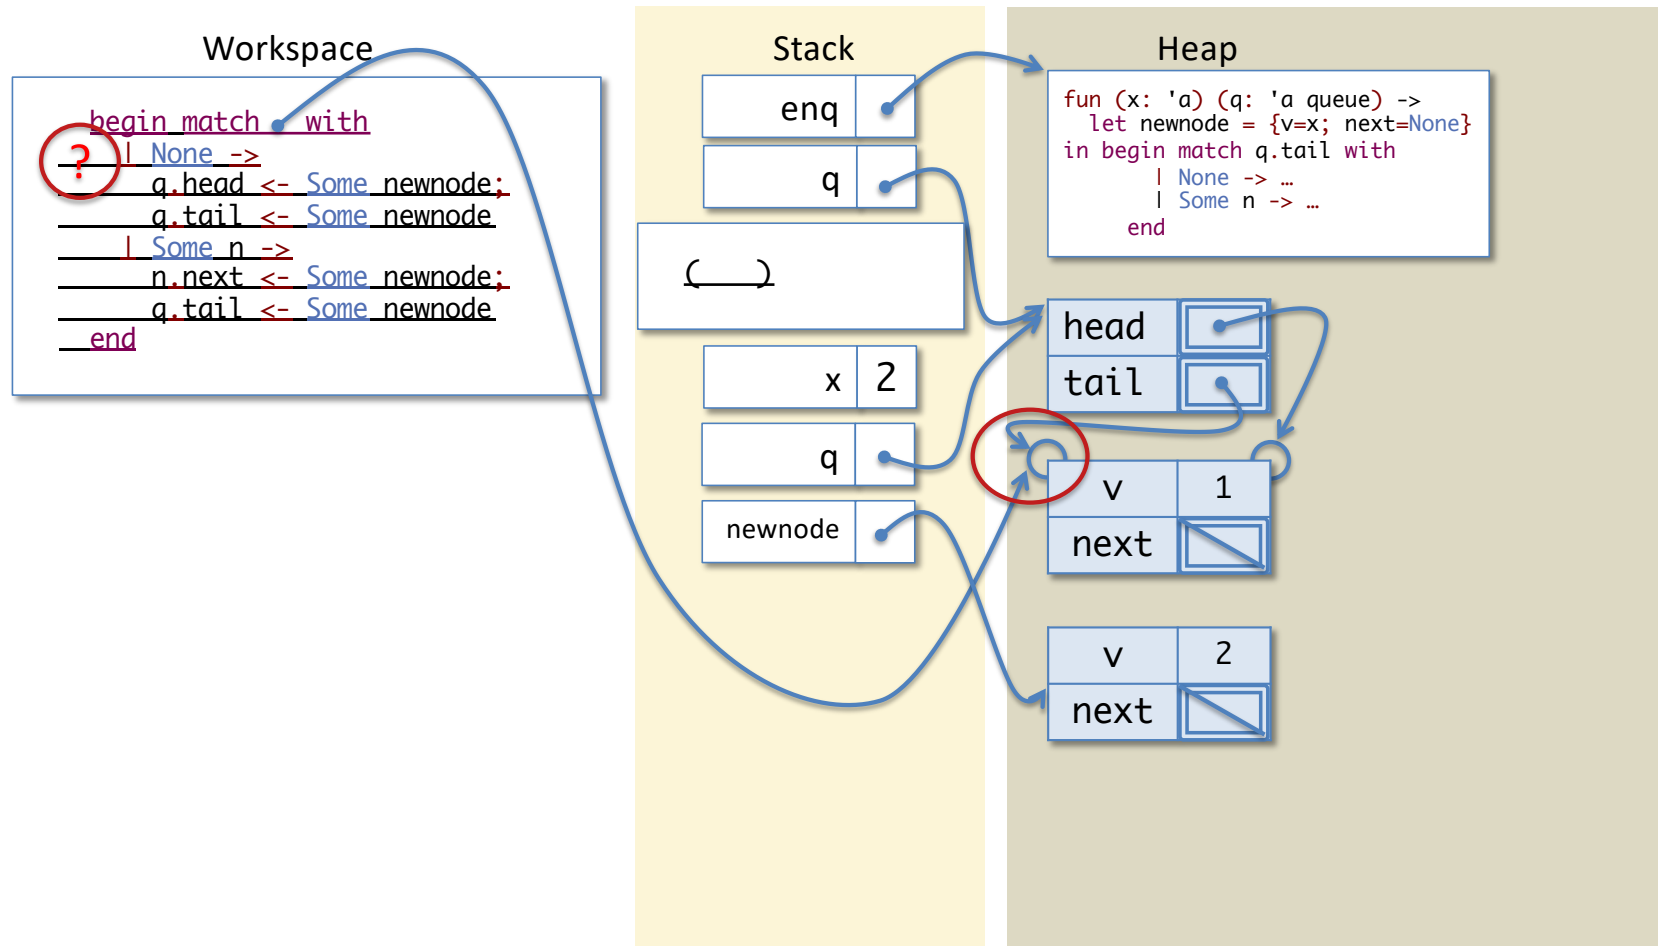 Workspace
begin match with
? | None ->
q.head <- Some newnode;
q.tail <- Some newnode
| Some n ->
n.next <- Some newnode;
q.tail <- Some newnode
end
Stack
enq
q
( )
x 2
q
newnode
Heap
fun (x: 'a) (q: 'a queue) ->
let newnode = {v=x; next=None}
in begin match q.tail with
| None -> …
| Some n -> …
end
head
tail
v 1
next
v 2
next